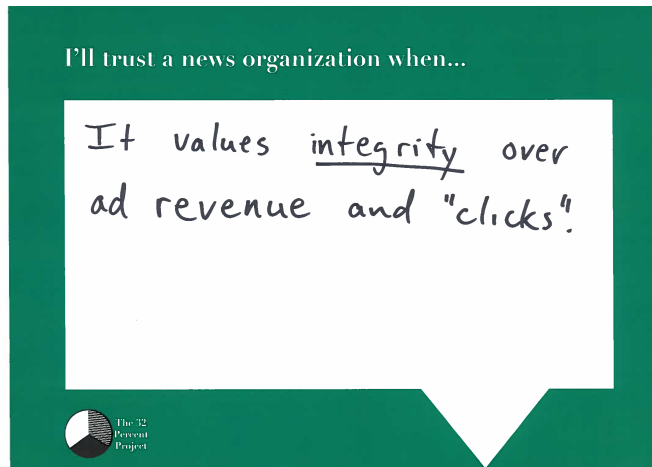 I'll trust a news organization when...
It values integrity over
ad revenue and "clicks".
The 32
Percent
Project